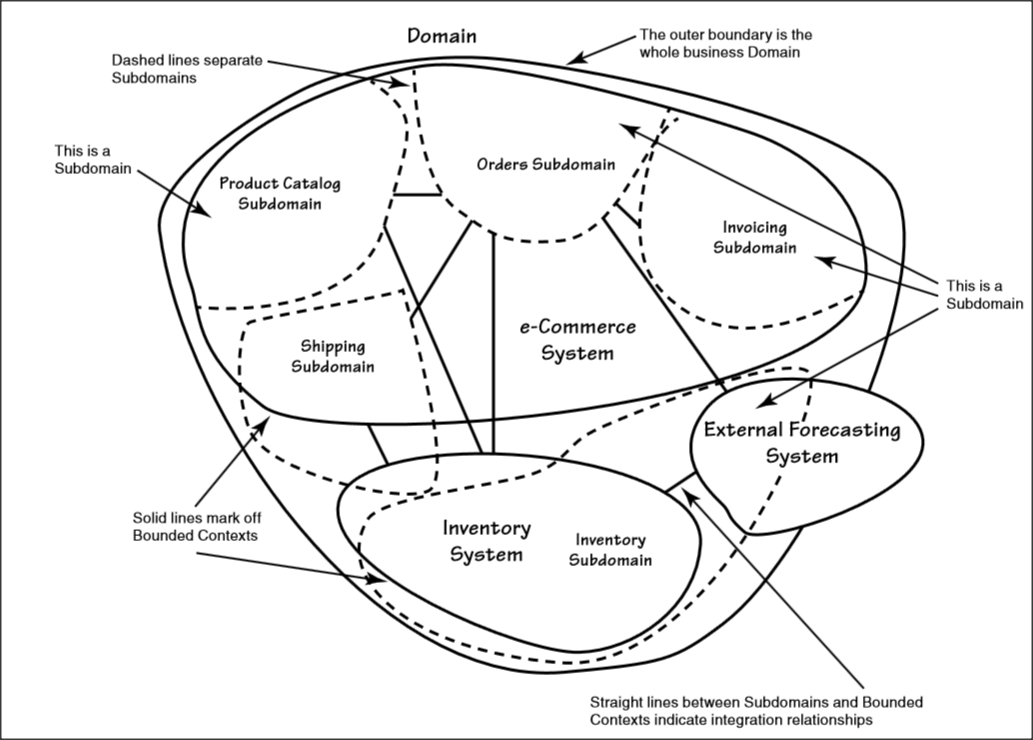 Domain
The outer boundary is the
whole business Domain
Dashed lines separate
Subdomains
This is a
Subdomain
Orders Subdomain
Product Catalog
Subdomain
Invoicing
Subdomain
This is a
Subdomain
e-Commerce
System
Shipping
Subdomain
External Forecasting
System
Solid lines mark off
Bounded Contexts
Inventory
System
Inventory
Subdomain
Straight lines between Subdomains and Bounded
Contexts indicate integration relationships